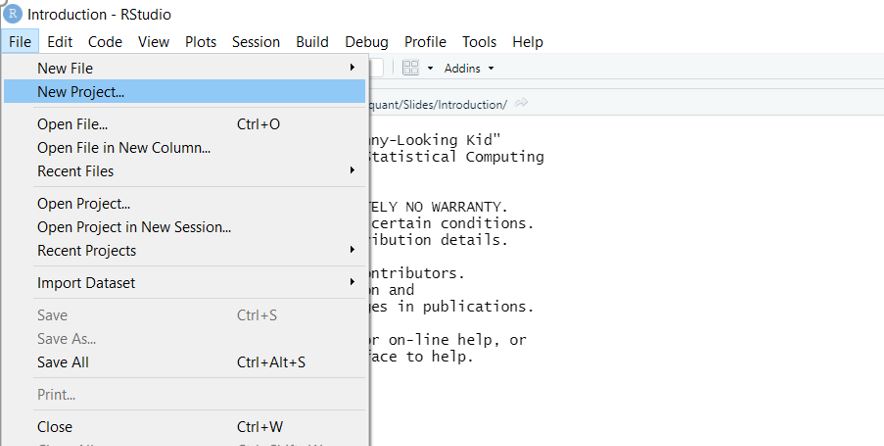 Introduction - RStudio
File Edit Code View Plots Session Build Debug Profile Tools Help
Addins
New File
New Project...
quant/Slides/Introduction/
Open File... Ctrl+O
Open File in New Column...
Recent Files
Open Project...
Open Project in New Session...
Recent Projects
Import Dataset
Save Ctrl+S
Save As...
Save All Ctrl+Alt+S
Print...
Close Ctrl+W
ny-Looking Kid"
Statistical Computing
ELY NO WARRANTY.
certain conditions.
ibution details.
ontributors.
on and
ges in publications.
or on-line help, or
face to help.